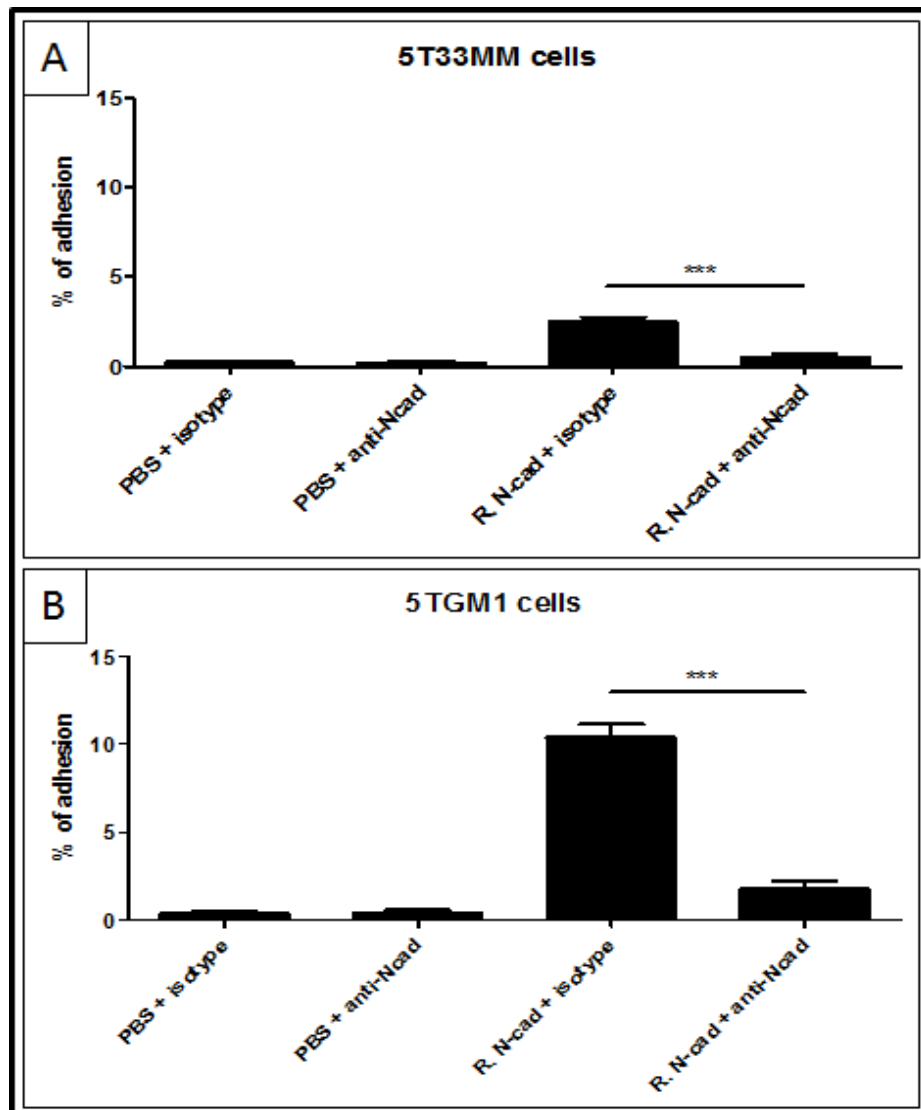 A
5T33MM cells
15
10
5
0
% of adhesion
***
PBS + isotype
PBS + anti-Ncad
R. N-cad + isotype
R. N-cad + anti-Ncad
B
5TGM1 cells
15
10
5
0
% of adhesion
***
PBS + isotype
PBS + anti-Ncad
R. N-cad + isotype
R. N-cad + anti-Ncad